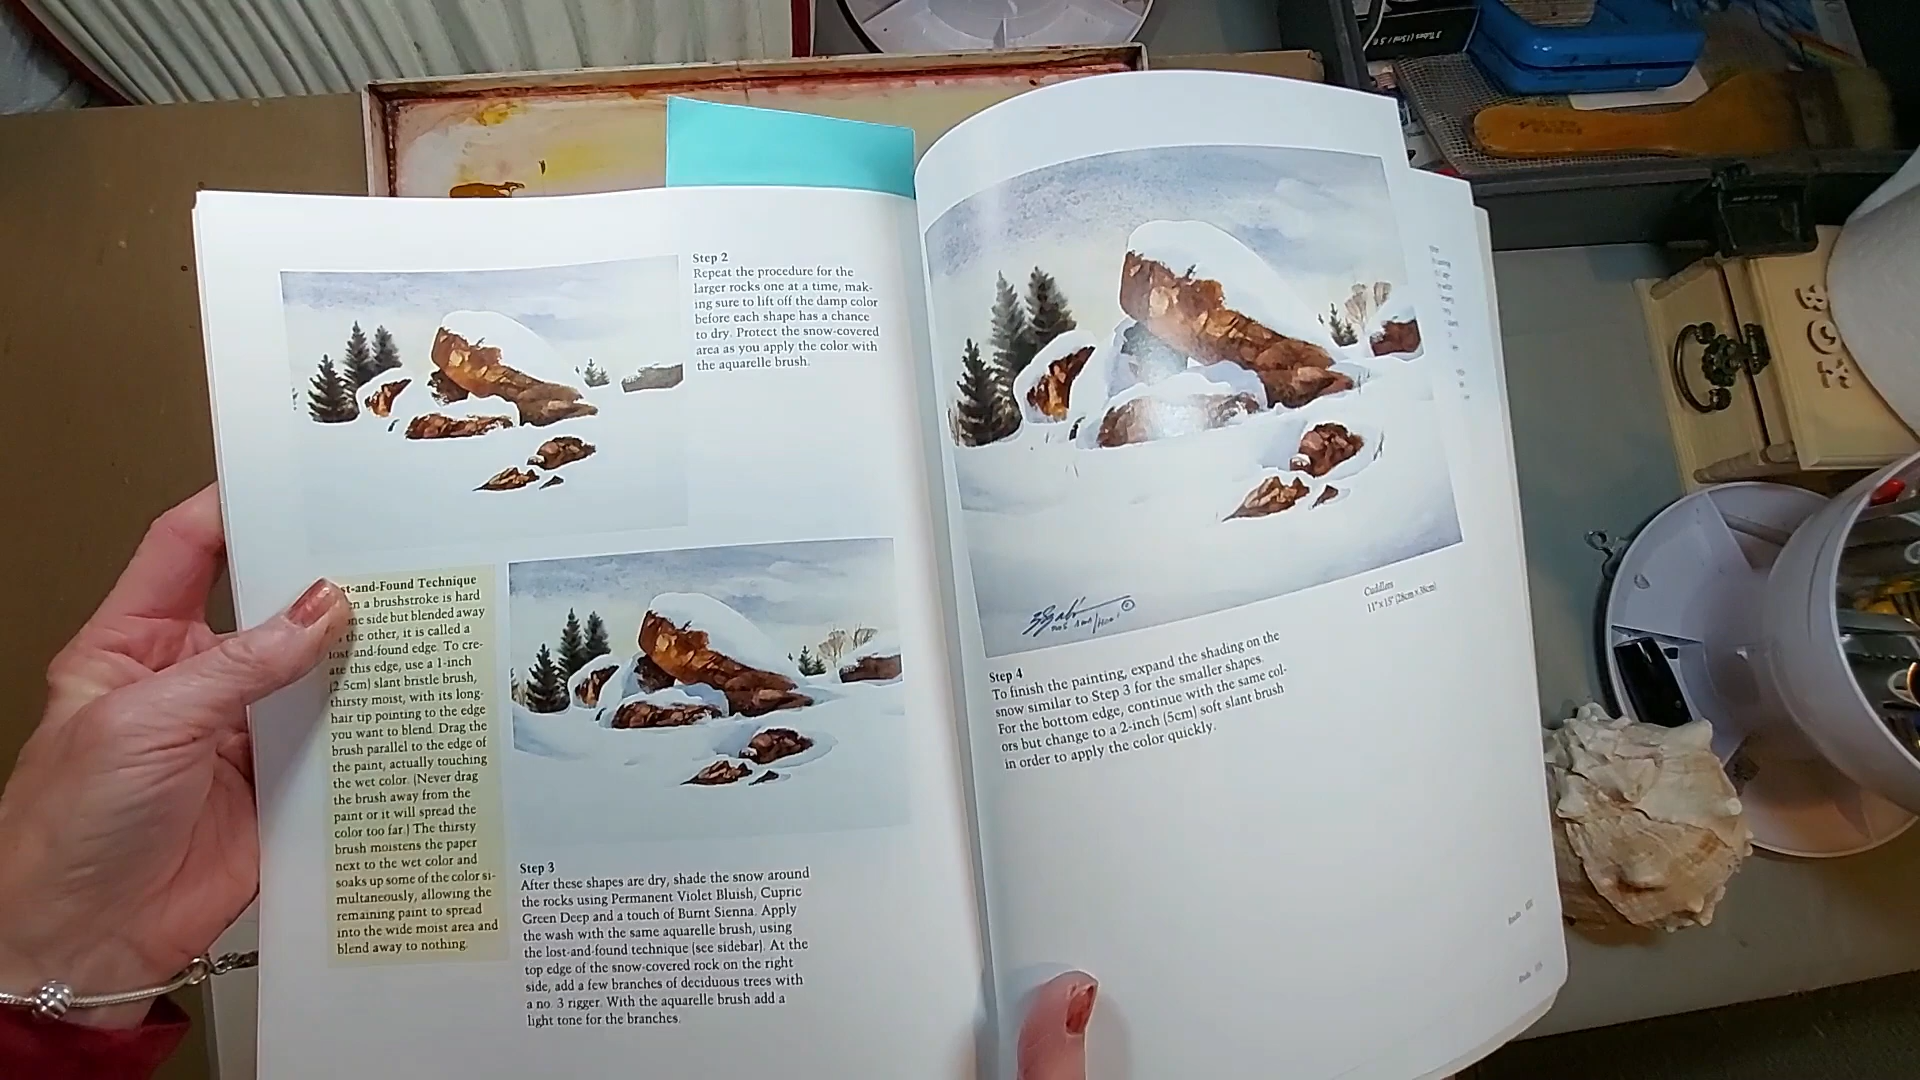 Step 2
Repeat the procedure for the
larger rocks one at a time, mak-
ing sure to lift off the damp color
before each shape has a chance
to dry. Protect the snow-covered
area as you apply the color with
the aquarelle brush.
st-and-Found Technique
n a brushstroke is hard
ne side but blended away
the other, it is called a
lost-and-found edge. To cre-
ate this edge, use a 1-inch
(2.5cm) slant bristle brush,
thirsty moist, with its long-
hair tip pointing to the edge
you want to blend. Drag the
brush parallel to the edge of
the paint, actually touching
the wet color. (Never drag
the brush away from the
paint or it will spread the
color too far.) The thirsty
brush moistens the paper
next to the wet color and
soaks up some of the color si-
multaneously, allowing the
remaining paint to spread
into the wide moist area and
blend away to nothing.
Step 3
After these shapes are dry, shade the snow around
the rocks using Permanent Violet Bluish, Cupric
Green Deep and a touch of Burnt Sienna. Apply
the wash with the same aquarelle brush, using
the lost-and-found technique (see sidebar). At the
top edge of the snow-covered rock on the right
side, add a few branches of deciduous trees with
a no. 3 rigger. With the aquarelle brush add a
light tone for the branches.
Cuddlers
11" x 15" (28cm x 38cm)
Step 4
To finish the painting, expand the shading on the
snow similar to Step 3 for the smaller shapes.
For the bottom edge, continue with the same col-
ors but change to a 2-inch (5cm) soft slant brush
in order to apply the color quickly.
3 Tubes (15ml / .5 fl